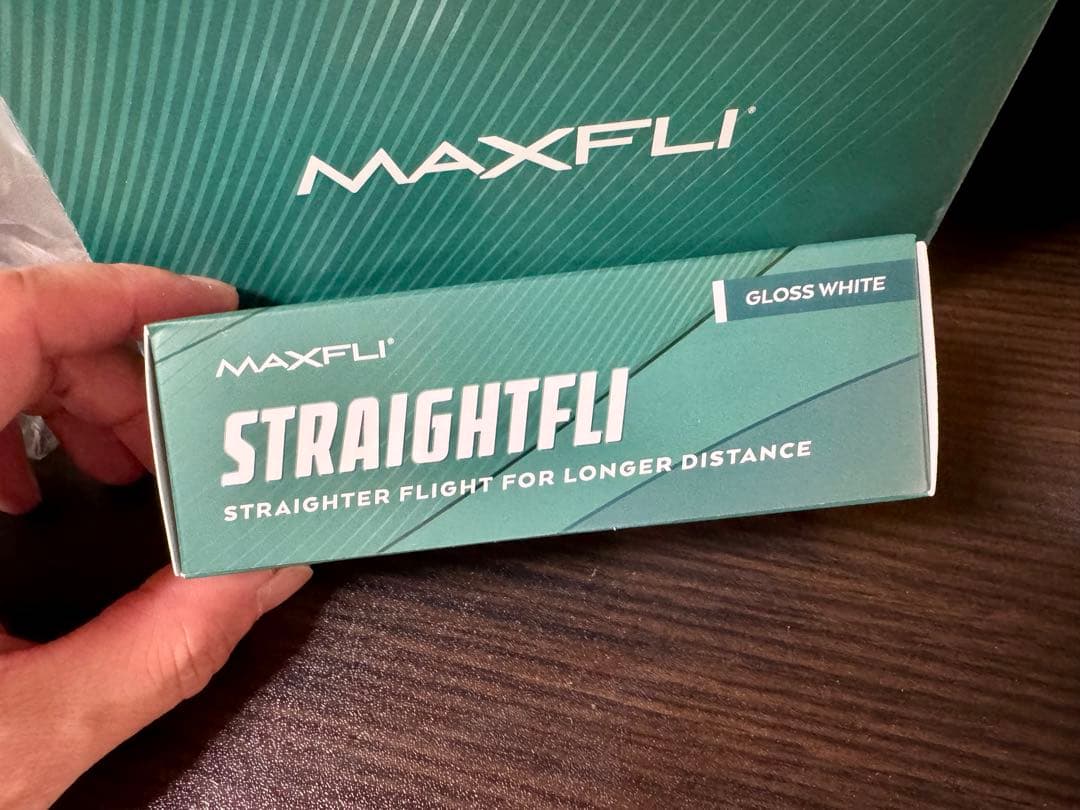 MAXFLI®
GLOSS WHITE
MAXFLI®
STRAIGHTFLI
STRAIGHTER FLIGHT FOR LONGER DISTANCE